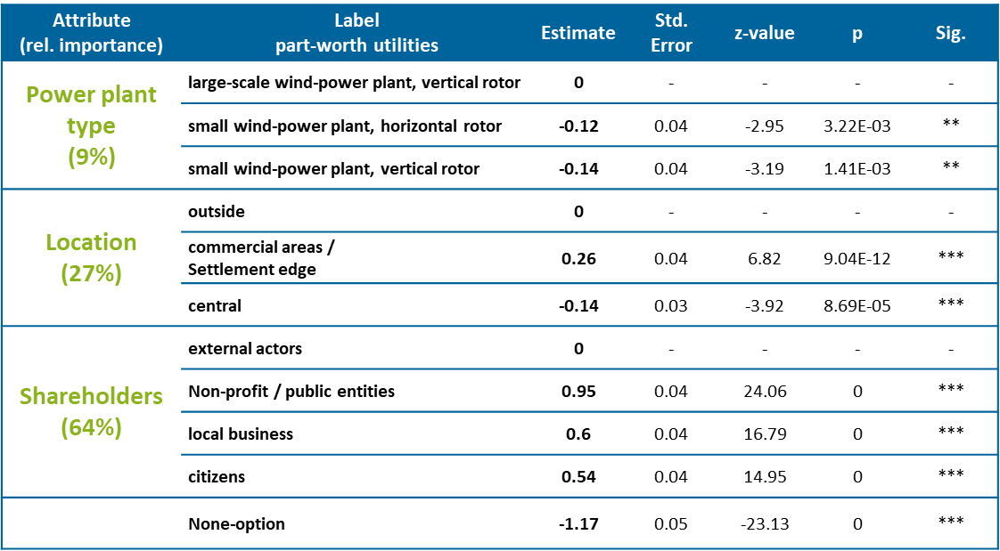 Attribute
(rel. importance)
Label
part-worth utilities
Estimate
Std.
Error
z-value
p
Sig.
Power plant
type
(9%)
large-scale wind-power plant, vertical rotor 0 - - - -
small wind-power plant, horizontal rotor -0.12 0.04 -2.95 3.22E-03 **
small wind-power plant, vertical rotor -0.14 0.04 -3.19 1.41E-03 **
Location
(27%)
outside 0 - - - -
commercial areas /
Settlement edge 0.26 0.04 6.82 9.04E-12 ***
central -0.14 0.03 -3.92 8.69E-05 ***
Shareholders
(64%)
external actors 0 - - - -
Non-profit / public entities 0.95 0.04 24.06 0 ***
local business 0.6 0.04 16.79 0 ***
citizens 0.54 0.04 14.95 0 ***
None-option -1.17 0.05 -23.13 0 ***